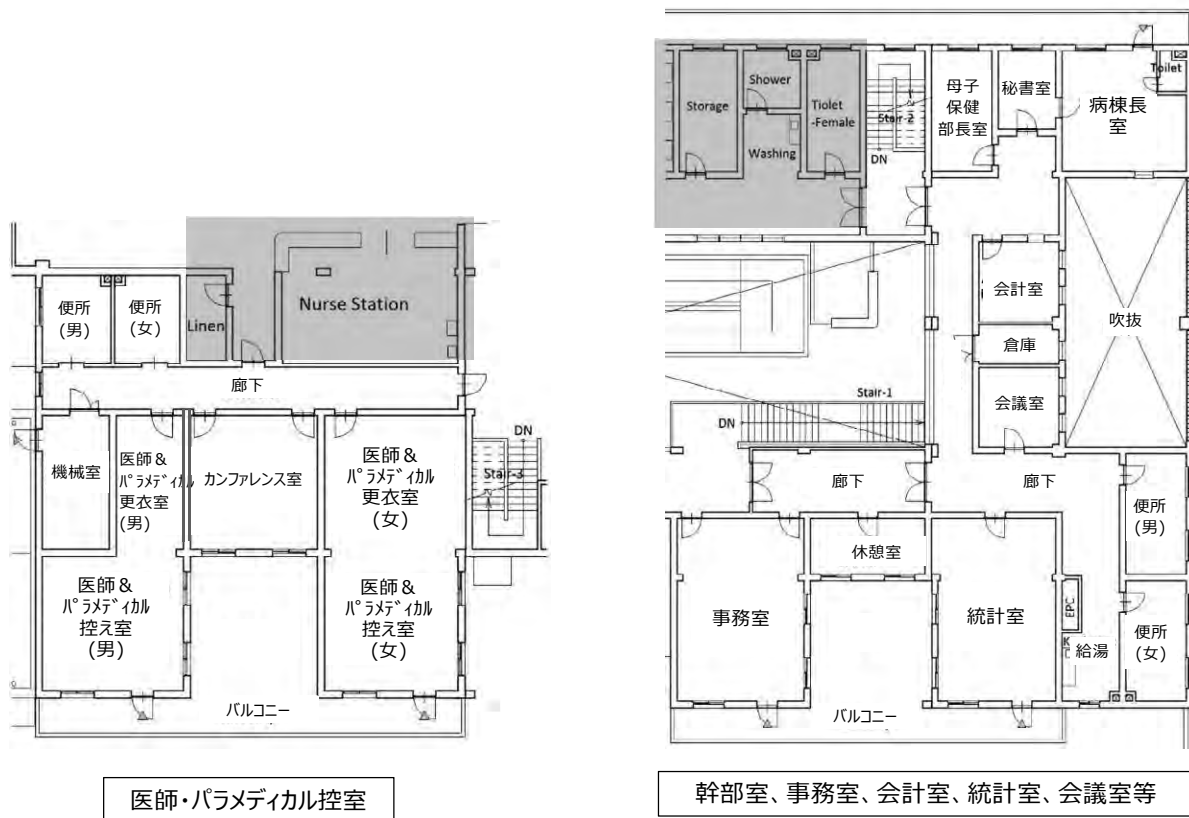 便所
(男)
便所
(女)
Linen
Nurse Station
廊下
機械室
医師&
ﾊﾟﾗﾒﾃﾞｨｶﾙ
更衣室
(男)
カンファレンス室
医師&
ﾊﾟﾗﾒﾃﾞｨｶﾙ
更衣室
(女)
DN
Stair-3
医師&
ﾊﾟﾗﾒﾃﾞｨｶﾙ
控え室
(男)
医師&
ﾊﾟﾗﾒﾃﾞｨｶﾙ
控え室
(女)
バルコニー
医師・パラメディカル控室
Storage
Shower
Washing
Tiolet
-Female
Stair-2
DN
母子
保健
部長室
秘書室
病棟長
室
Toilet
会計室
倉庫
会議室
吹抜
Stair-1
DN
廊下
廊下
休憩室
事務室
統計室
EPC
給湯
便所
(男)
便所
(女)
バルコニー
幹部室、事務室、会計室、統計室、会議室等